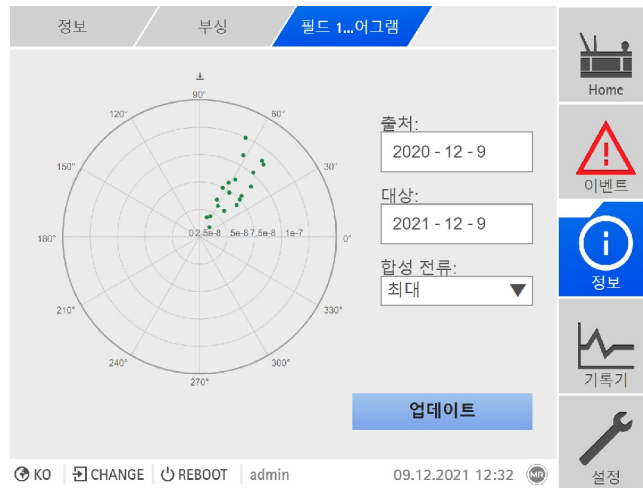 정보
부싱
필드 1...어그램
Home
이벤트
정보
기록기
설정
90°
120°
60°
150°
30°
180°
0 2.5e-8 5e-8 7.5e-8 1e-7
0°
210°
330°
240°
300°
270°
출처:
2020 - 12 - 9
대상:
2021 - 12 - 9
합성 전류:
최대
업데이트
KO
CHANGE
REBOOT
admin
09.12.2021 12:32
MR